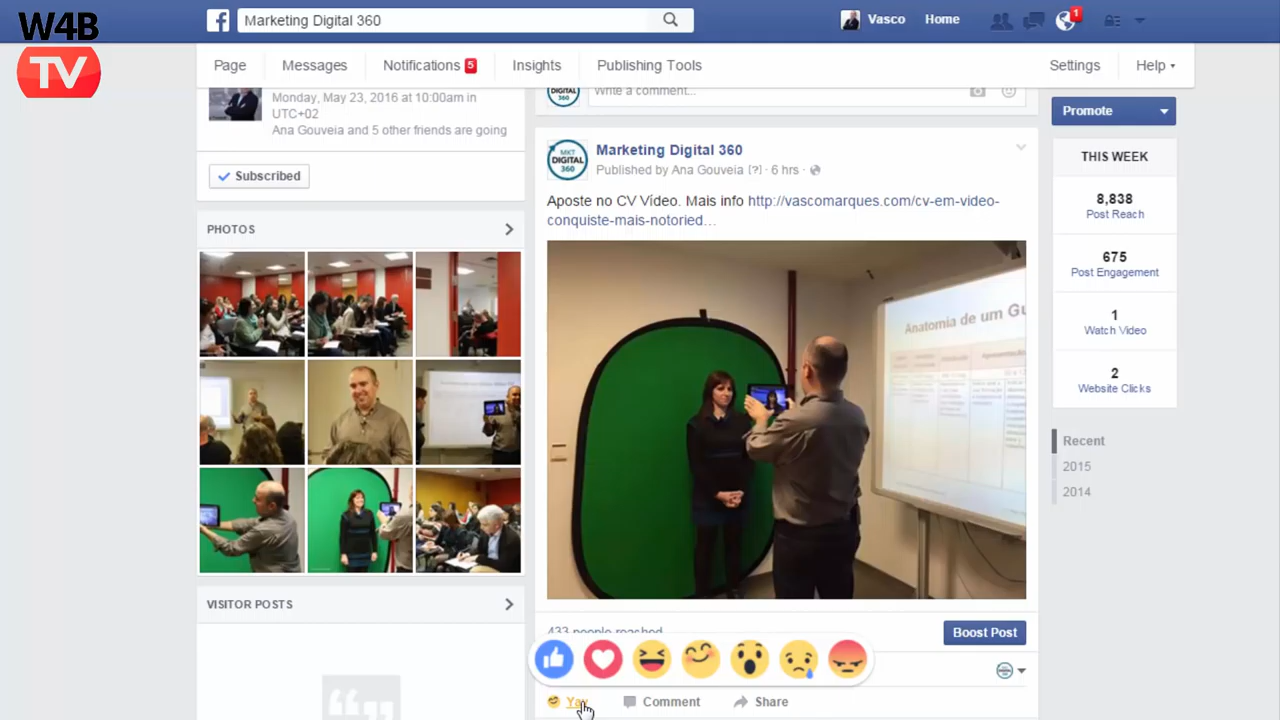 W4B
TV
Marketing Digital 360
Vasco
Home
1
Page
Messages
Notifications 5
Insights
Publishing Tools
Settings
Help
Monday, May 23, 2016 at 10:00am in
UTC+02
Ana Gouveia and 5 other friends are going
Subscribed
PHOTOS
VISITOR POSTS
DIGITAL
360
Write a comment...
MKT
DIGITAL
360
Marketing Digital 360
Published by Ana Gouveia [?] · 6 hrs ·
Aposte no CV Vídeo. Mais info http://vascomarques.com/cv-em-video-
conquiste-mais-notoried…
Anatomia de um Gu
433 people reached
Boost Post
Comment
Share
Promote
THIS WEEK
8,838
Post Reach
675
Post Engagement
1
Watch Video
2
Website Clicks
Recent
2015
2014